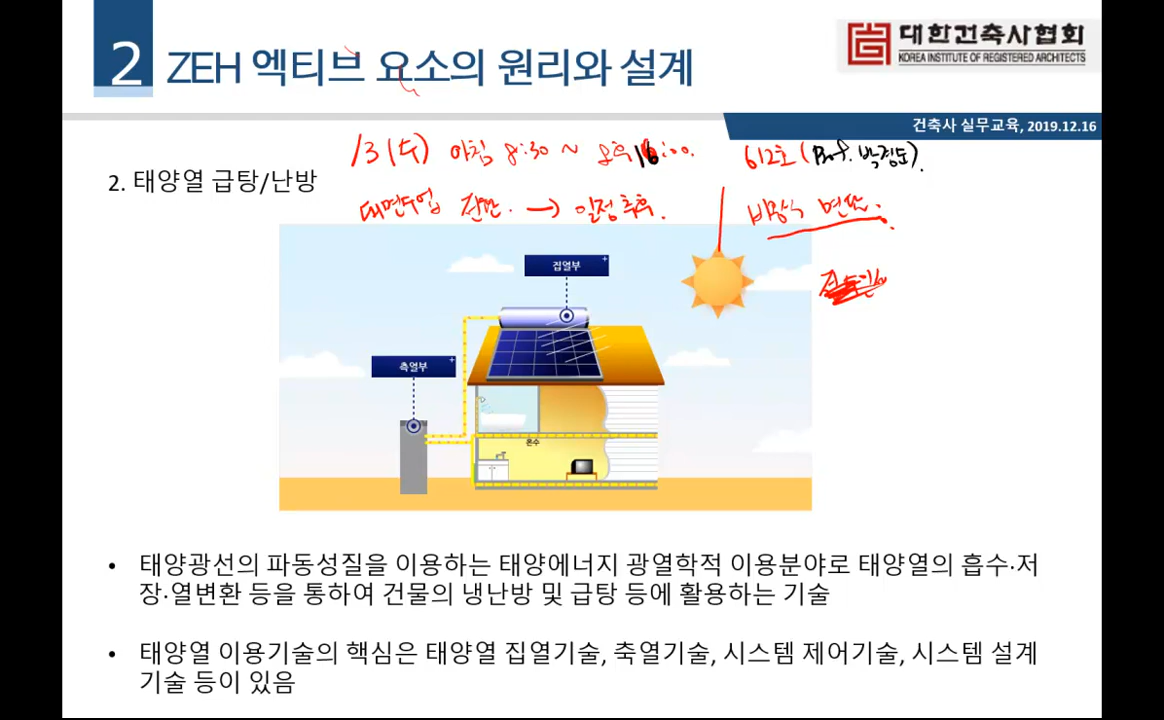 2 ZEH 엑티브 요소의 원리와 설계
대한건축사협회
KOREA INSTITUTE OF REGISTERED ARCHITECTS
건축사 실무교육, 2019.12.16
13(수) 아침 8:30 ~ 오후 16:00. 612호 (Prof. 박정순).
2. 태양열 급탕/난방
대면수업 전반. → 일정 추후.
집열부
축열부
온수
• 태양광선의 파동성질을 이용하는 태양에너지 광열학적 이용분야로 태양열의 흡수·저
장·열변환 등을 통하여 건물의 냉난방 및 급탕 등에 활용하는 기술
• 태양열 이용기술의 핵심은 태양열 집열기술, 축열기술, 시스템 제어기술, 시스템 설계
기술 등이 있음